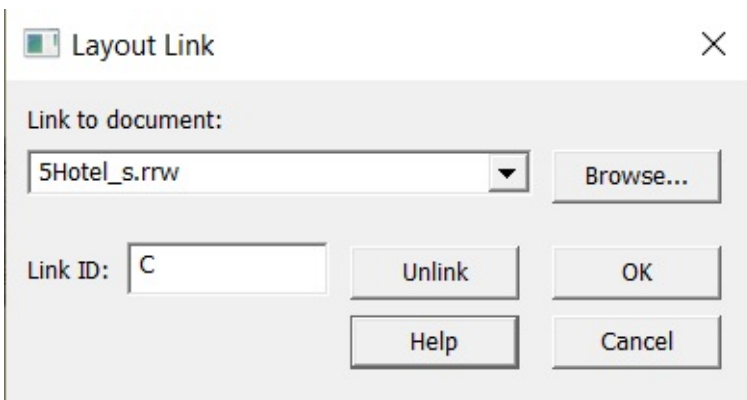 Layout Link
Link to document:
5Hotel_s.rrw
Browse...
Link ID: C
Unlink
OK
Help
Cancel